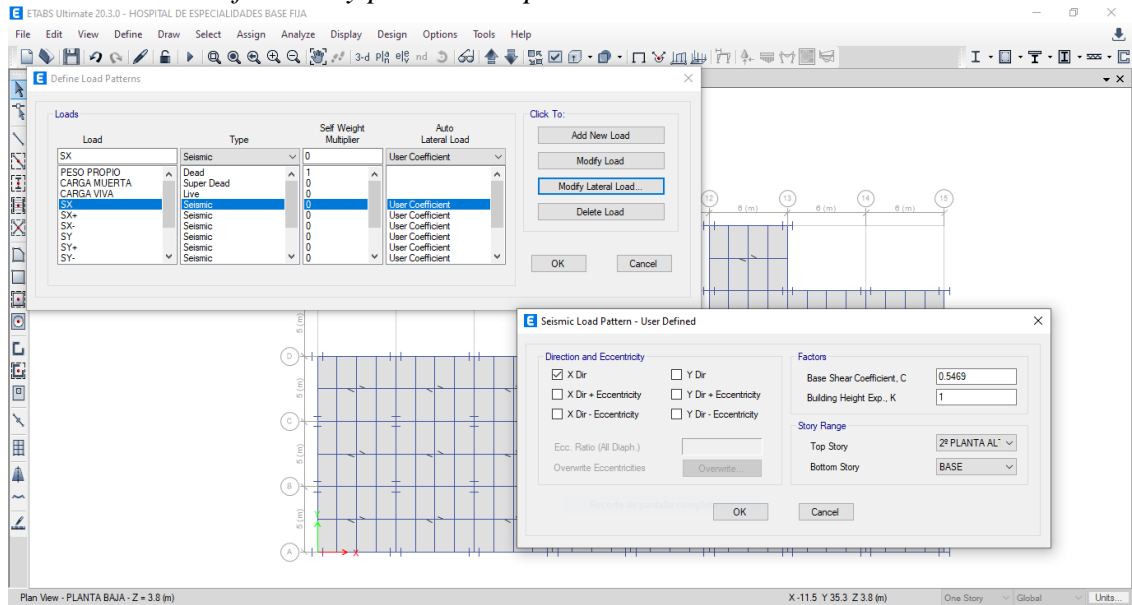 ETABS Ultimate 20.3.0 - HOSPITAL DE ESPECIALIDADES BASE FIJA
File Edit View Define Draw Select Assign Analyze Display Design Options Tools Help
3-d nd
Define Load Patterns
Loads
Click To:
Load Type Self Weight Multiplier Auto Lateral Load
SX Seismic 0 User Coefficient
PESO PROPIO Dead 1
CARGA MUERTA Super Dead 0
CARGA VIVA Live 0
SX Seismic 0 User Coefficient
SX+ Seismic 0 User Coefficient
SX- Seismic 0 User Coefficient
SY Seismic 0 User Coefficient
SY+ Seismic 0 User Coefficient
SY- Seismic 0 User Coefficient
Add New Load
Modify Load
Modify Lateral Load...
Delete Load
OK Cancel
12 13 14 15
6 (m) 6 (m) 6 (m)
5 (m)
D
5 (m)
C
5 (m)
B
5 (m)
A
Y
X
Seismic Load Pattern - User Defined
Direction and Eccentricity
X Dir Y Dir
X Dir + Eccentricity Y Dir + Eccentricity
X Dir - Eccentricity Y Dir - Eccentricity
Ecc. Ratio (All Diaph.)
Overwrite Eccentricities Overwrite...
Factors
Base Shear Coefficient, C 0.5469
Building Height Exp., K 1
Story Range
Top Story 2º PLANTA ALT
Bottom Story BASE
OK Cancel
Plan View - PLANTA BAJA - Z = 3.8 (m) X -11.5 Y 35.3 Z 3.8 (m) One Story Global Units...